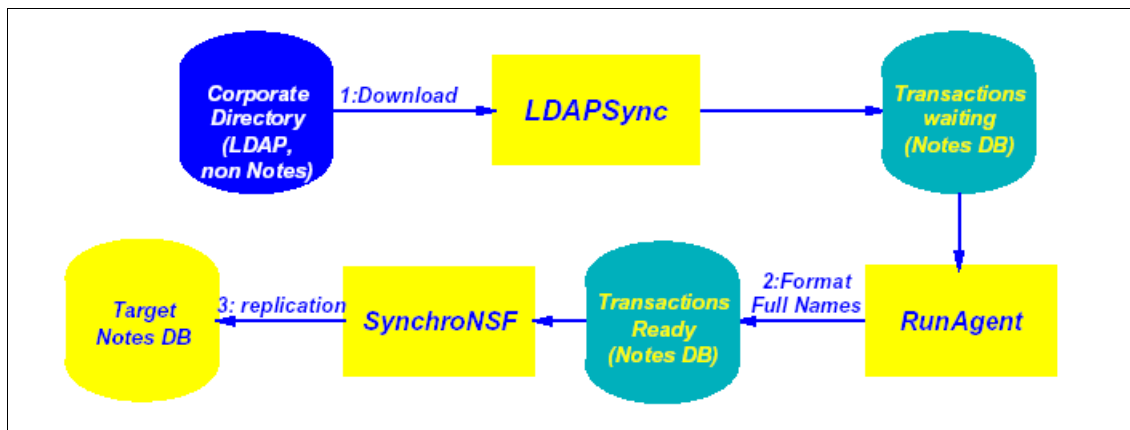 Corporate
Directory
(LDAP,
non Notes)
1:Download
LDAPSync
Transactions
waiting
(Notes DB)
Target
Notes DB
3: replication
SynchroNSF
Transactions
Ready
(Notes DB)
2:Format
Full Names
RunAgent